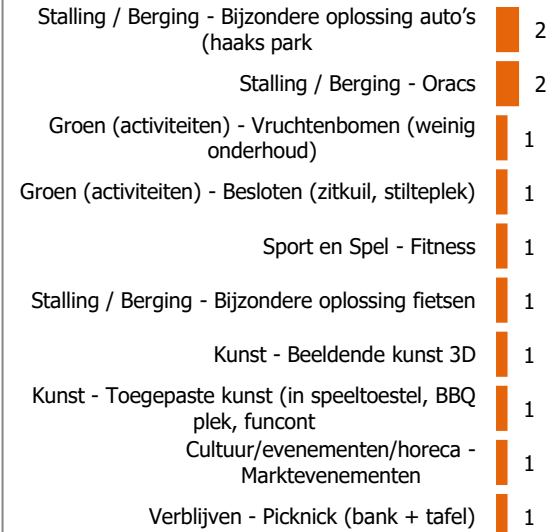 Stalling / Berging - Bijzondere oplossing auto’s
(haaks park
2
Stalling / Berging - Oracs
2
Groen (activiteiten) - Vruchtenbomen (weinig
onderhoud)
1
Groen (activiteiten) - Besloten (zitkuil, stilteplek)
1
Sport en Spel - Fitness
1
Stalling / Berging - Bijzondere oplossing fietsen
1
Kunst - Beeldende kunst 3D
1
Kunst - Toegepaste kunst (in speeltoestel, BBQ
plek, funcont
1
Cultuur/evenementen/horeca -
Marktevenementen
1
Verblijven - Picknick (bank + tafel)
1